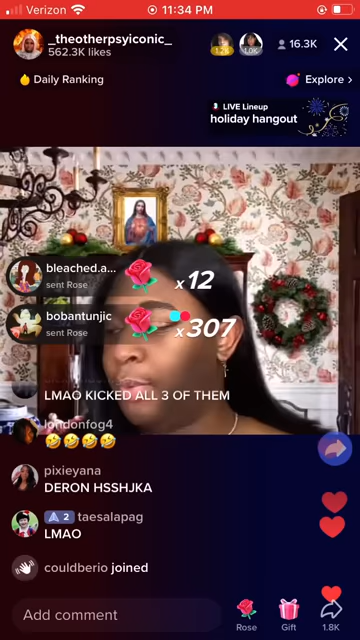 Verizon
11:34 PM
_theotherpsyiconic_
562.3K likes
1.2K
1.0K
16.3K
Daily Ranking
Explore >
LIVE Lineup
holiday hangout
bleached.a...
sent Rose
x12
bobantunjic
sent Rose
x307
LMAO KICKED ALL 3 OF THEM
londonfog4
🤣🤣🤣🤣
pixieyana
DERON HSSHJKA
2 taesalapag
LMAO
couldberio joined
Add comment
Rose
Gift
1.8K